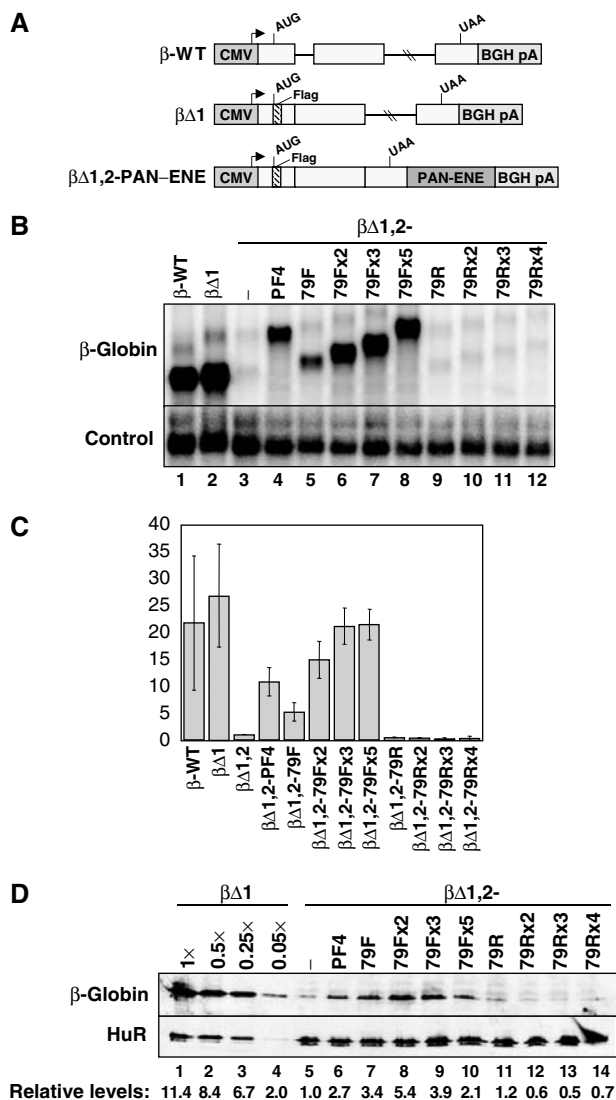 A
β-WT
CMV
AUG
UAA
BGH pA
βΔ1
CMV
AUG
Flag
UAA
BGH pA
βΔ1,2-PAN–ENE
CMV
AUG
Flag
UAA
PAN-ENE
BGH pA
B
βΔ1,2-
β-WT
βΔ1
–
PF4
79F
79Fx2
79Fx3
79Fx5
79R
79Rx2
79Rx3
79Rx4
β-Globin
Control
1 2 3 4 5 6 7 8 9 10 11 12
C
40
35
30
25
20
15
10
5
0
β-WT
βΔ1
βΔ1,2
βΔ1,2-PF4
βΔ1,2-79F
βΔ1,2-79Fx2
βΔ1,2-79Fx3
βΔ1,2-79Fx5
βΔ1,2-79R
βΔ1,2-79Rx2
βΔ1,2-79Rx3
βΔ1,2-79Rx4
D
βΔ1 βΔ1,2-
1×
0.5×
0.25×
0.05×
–
PF4
79F
79Fx2
79Fx3
79Fx5
79R
79Rx2
79Rx3
79Rx4
β-Globin
HuR
1 2 3 4 5 6 7 8 9 10 11 12 13 14
Relative levels: 11.4 8.4 6.7 2.0 1.0 2.7 3.4 5.4 3.9 2.1 1.2 0.6 0.5 0.7